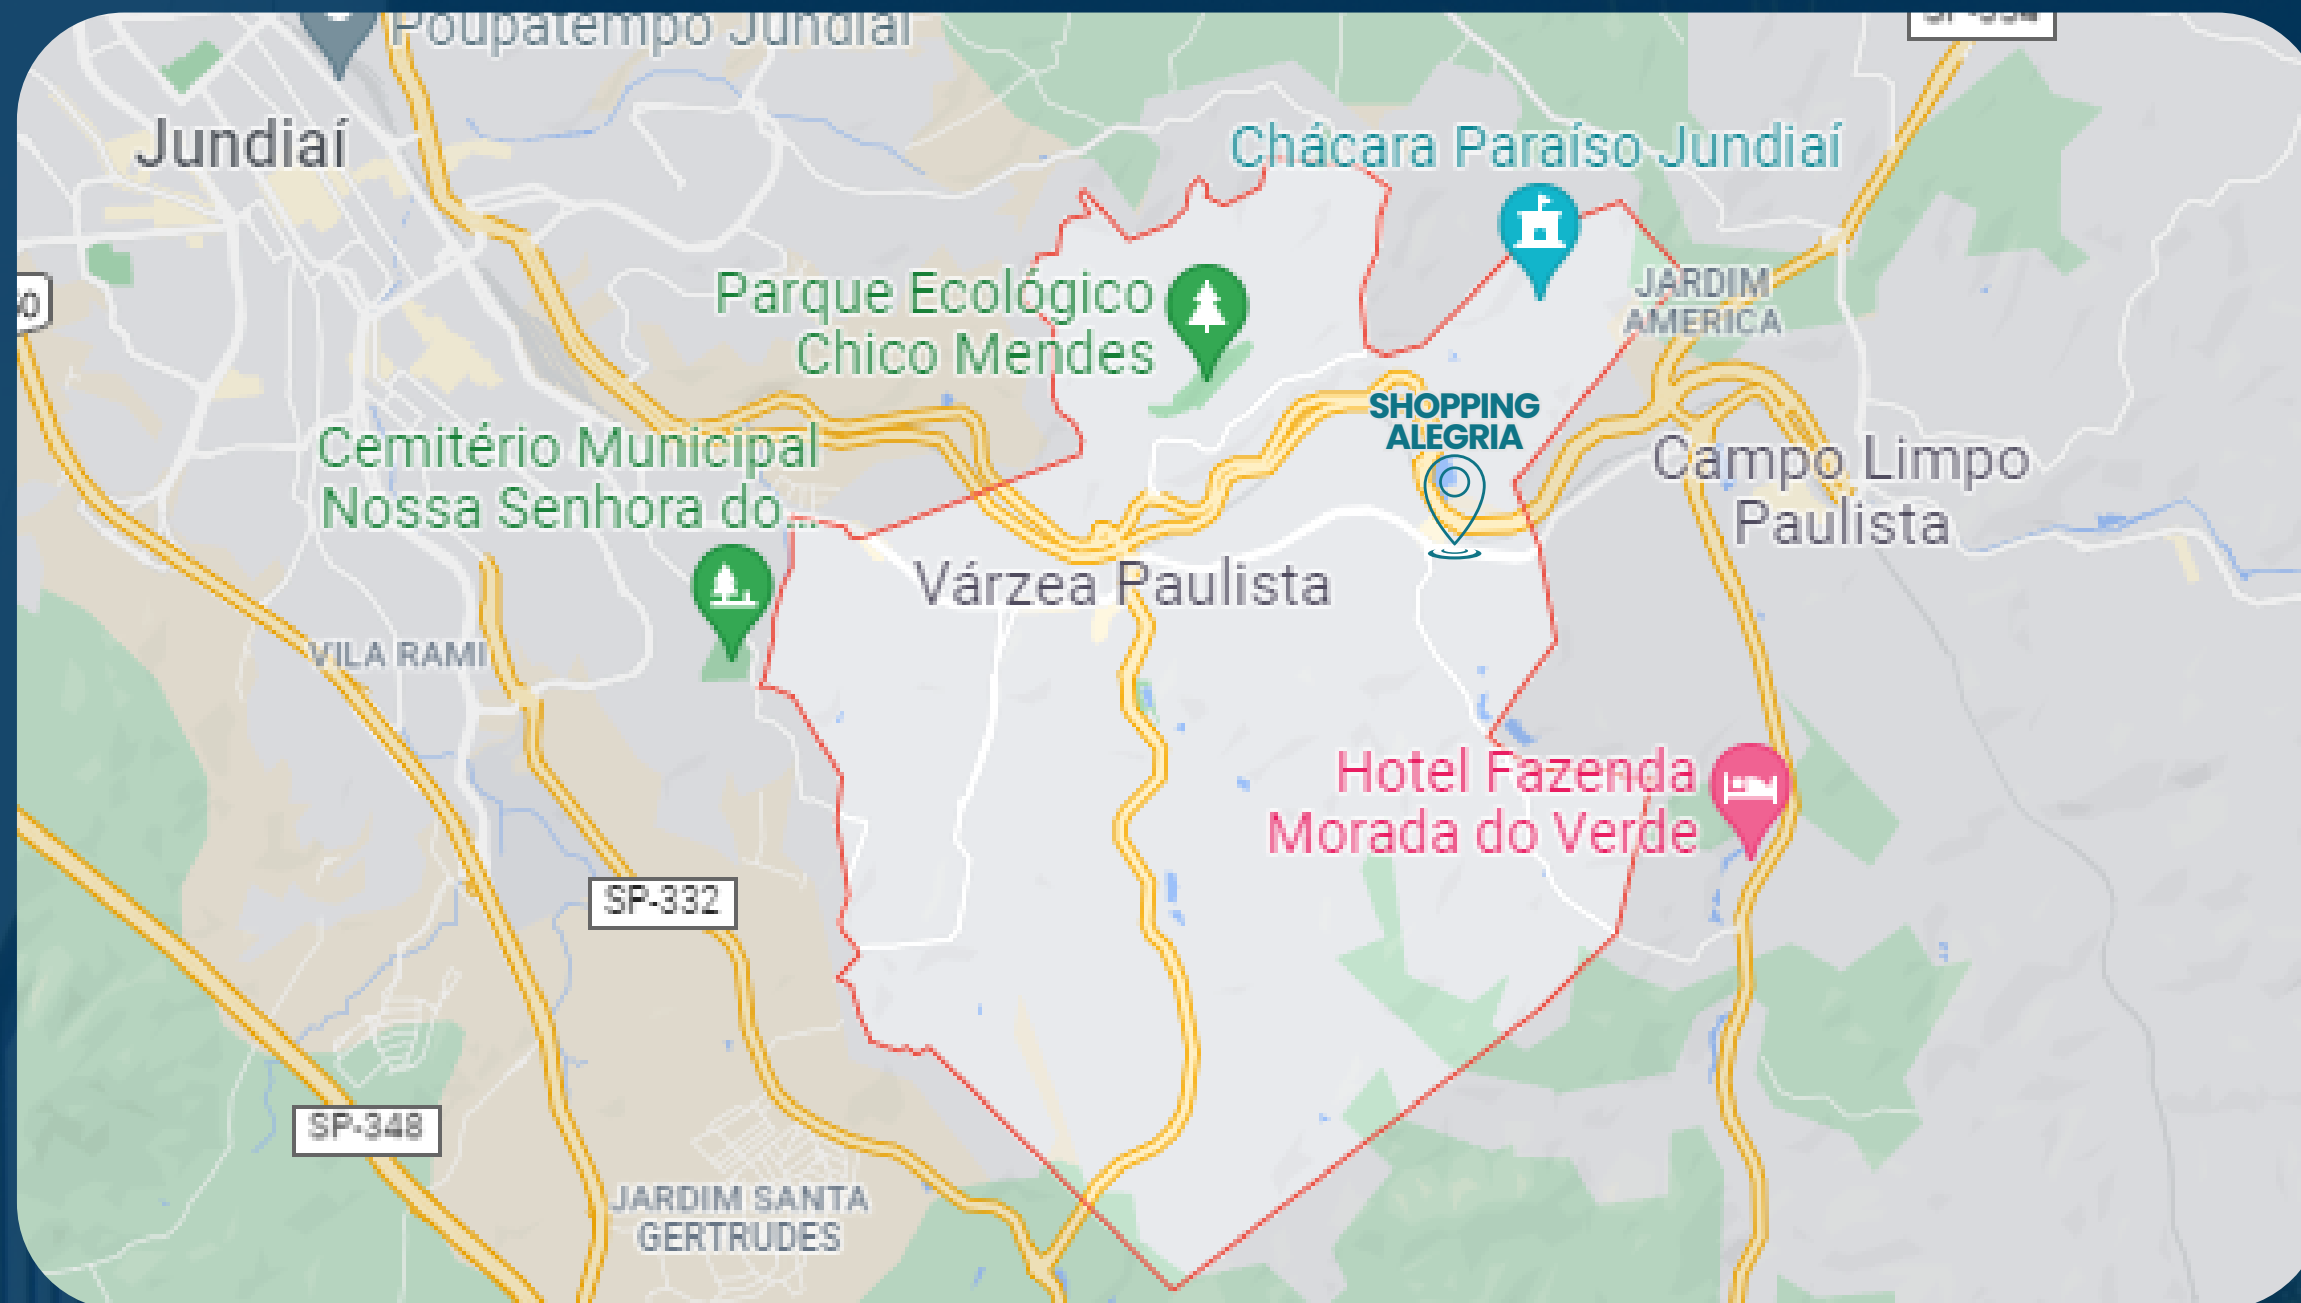 Poupatempo Jundiaí
Jundiaí
Chácara Paraíso Jundiaí
Parque Ecológico
Chico Mendes
JARDIM
AMERICA
SHOPPING
ALEGRIA
Cemitério Municipal
Nossa Senhora do...
Campo Limpo
Paulista
Várzea Paulista
VILA RAMI
Hotel Fazenda
Morada do Verde
SP-332
SP-348
JARDIM SANTA
GERTRUDES